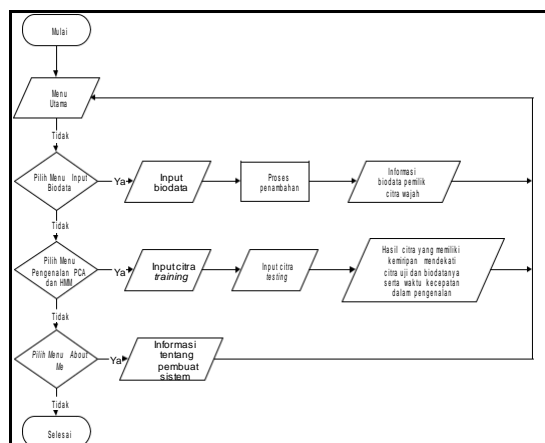 Mulai
Menu
Utama
Tidak
Pilih Menu Input
Biodata
Ya
Input
biodata
Proses
penambahan
Informasi
biodata pemilik
citra wajah
Tidak
Pilih Menu
Pengenalan PCA
dan HMM
Ya
Input citra
training
Input citra
testing
Hasil citra yang memiliki
kemiripan mendekati
citra uji dan biodatanya
serta waktu kecepatan
dalam pengenalan
Tidak
Pilih Menu About
Me
Ya
Informasi
tentang
pembuat
sistem
Tidak
Selesai